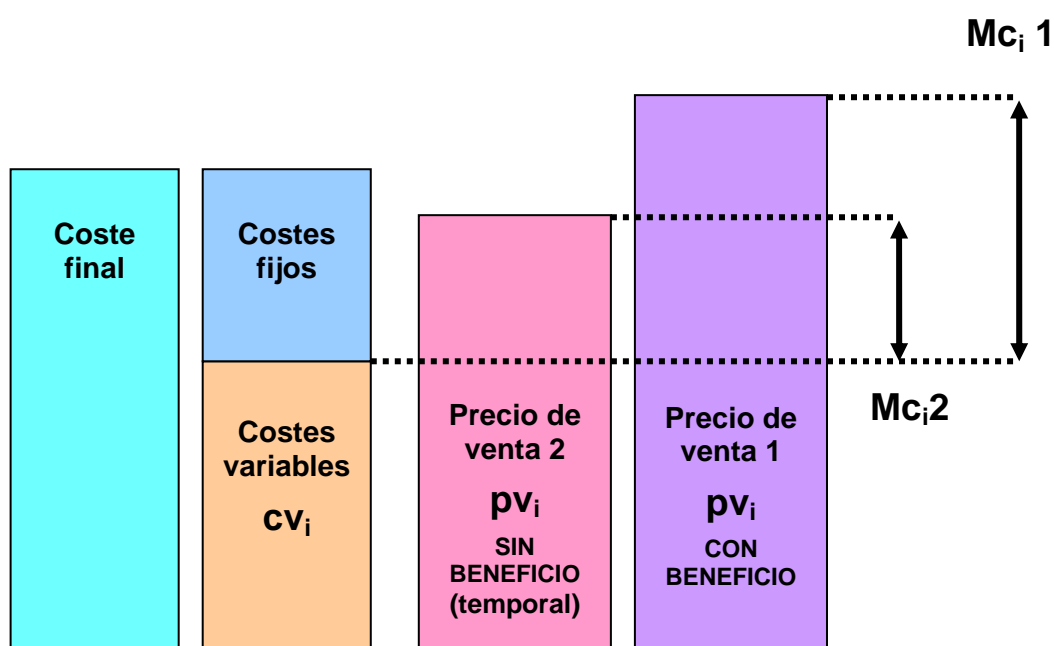 Mcᵢ 1
Coste
final
Costes
fijos
Costes
variables
cvᵢ
Precio de
venta 2
pvᵢ
SIN
BENEFICIO
(temporal)
Precio de
venta 1
pvᵢ
CON
BENEFICIO
Mcᵢ2